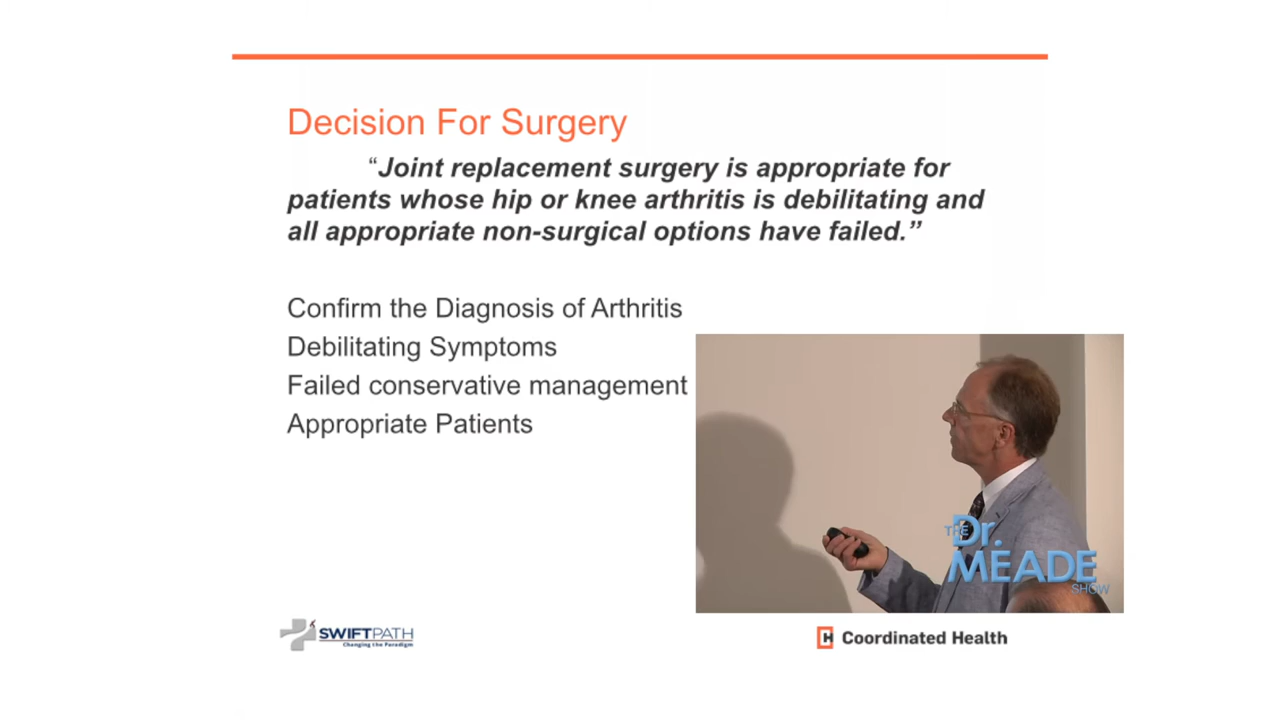 Decision For Surgery
“Joint replacement surgery is appropriate for
patients whose hip or knee arthritis is debilitating and
all appropriate non-surgical options have failed.”
Confirm the Diagnosis of Arthritis
Debilitating Symptoms
Failed conservative management
Appropriate Patients
THE
Dr.
MEADE
SHOW
SWIFTPATH
Changing the Paradigm
Coordinated Health